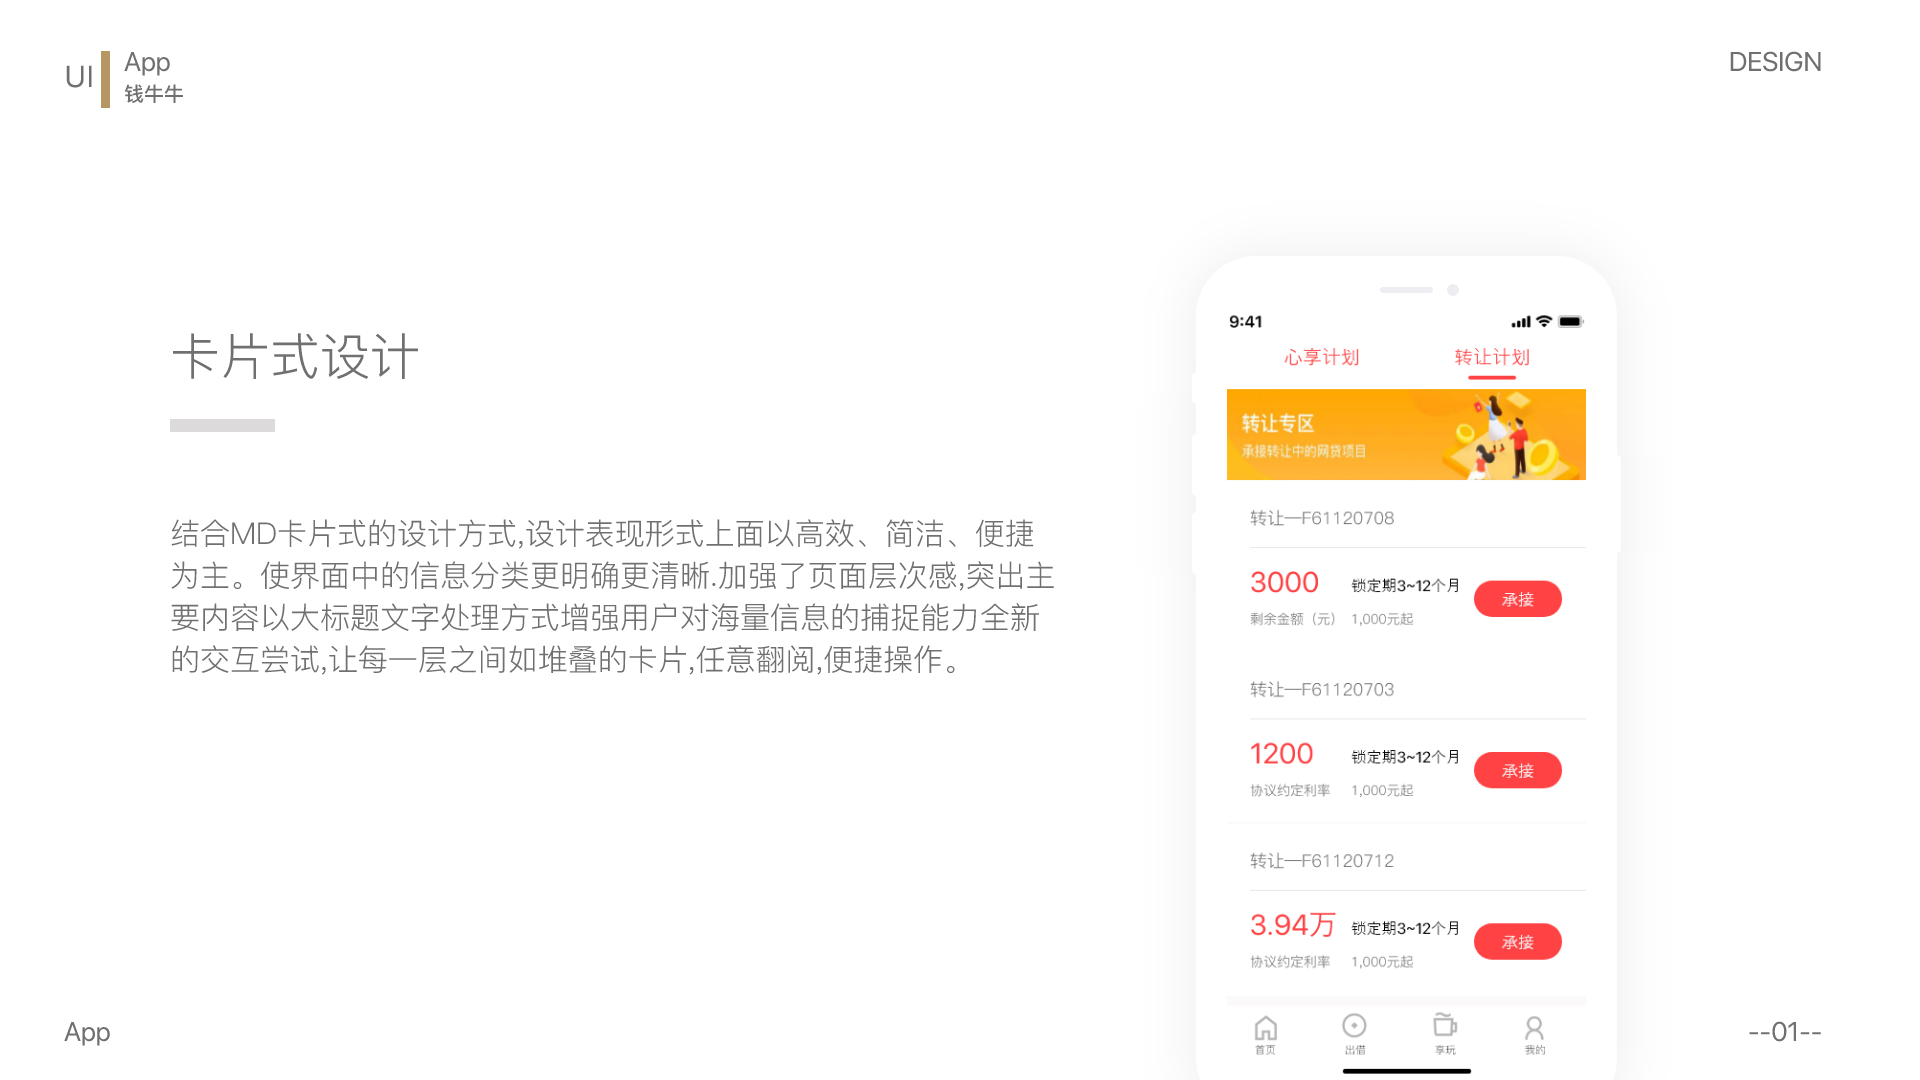 UI
App
钱牛牛
DESIGN
卡片式设计
结合MD卡片式的设计方式,设计表现形式上面以高效、简洁、便捷
为主。使界面中的信息分类更明确更清晰.加强了页面层次感,突出主
要内容以大标题文字处理方式增强用户对海量信息的捕捉能力全新
的交互尝试,让每一层之间如堆叠的卡片,任意翻阅,便捷操作。
9:41
心享计划 转让计划
转让专区
承接转让中的网贷项目
转让—F61120708
3000 锁定期3~12个月 承接
剩余金额（元） 1,000元起
转让—F61120703
1200 锁定期3~12个月 承接
协议约定利率 1,000元起
转让—F61120712
3.94万 锁定期3~12个月 承接
协议约定利率 1,000元起
首页 出借 享玩 我的
App
--01--